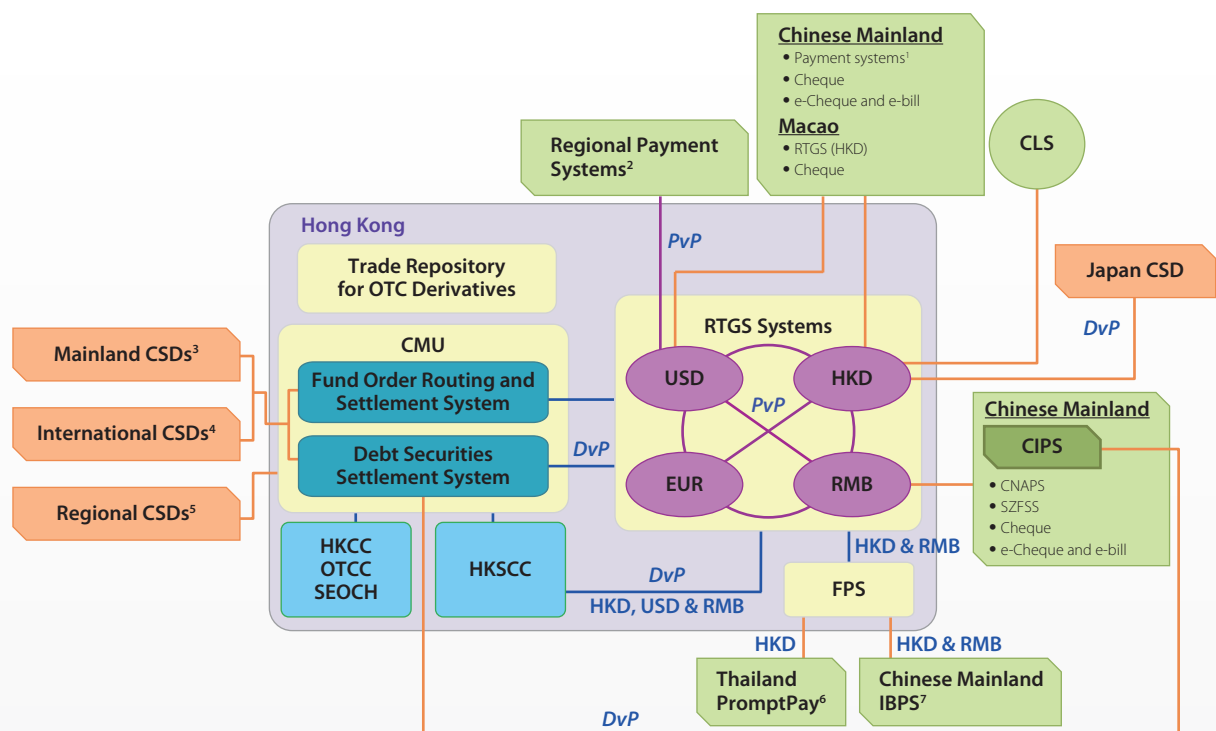 Chinese Mainland
• Payment systems¹
• Cheque
• e-Cheque and e-bill
Macao
• RTGS (HKD)
• Cheque
CLS
Regional Payment
Systems²
Hong Kong
PvP
Trade Repository
for OTC Derivatives
Japan CSD
DvP
RTGS Systems
CMU
Mainland CSDs³
Fund Order Routing and
Settlement System
USD
HKD
PvP
International CSDs⁴
Debt Securities
Settlement System
DvP
EUR
RMB
Regional CSDs⁵
Chinese Mainland
CIPS
• CNAPS
• SZFSS
• Cheque
• e-Cheque and e-bill
HKCC
OTCC
SEOCH
HKSCC
DvP
HKD, USD & RMB
HKD & RMB
FPS
HKD
HKD & RMB
Thailand
PromptPay⁶
Chinese Mainland
IBPS⁷
DvP